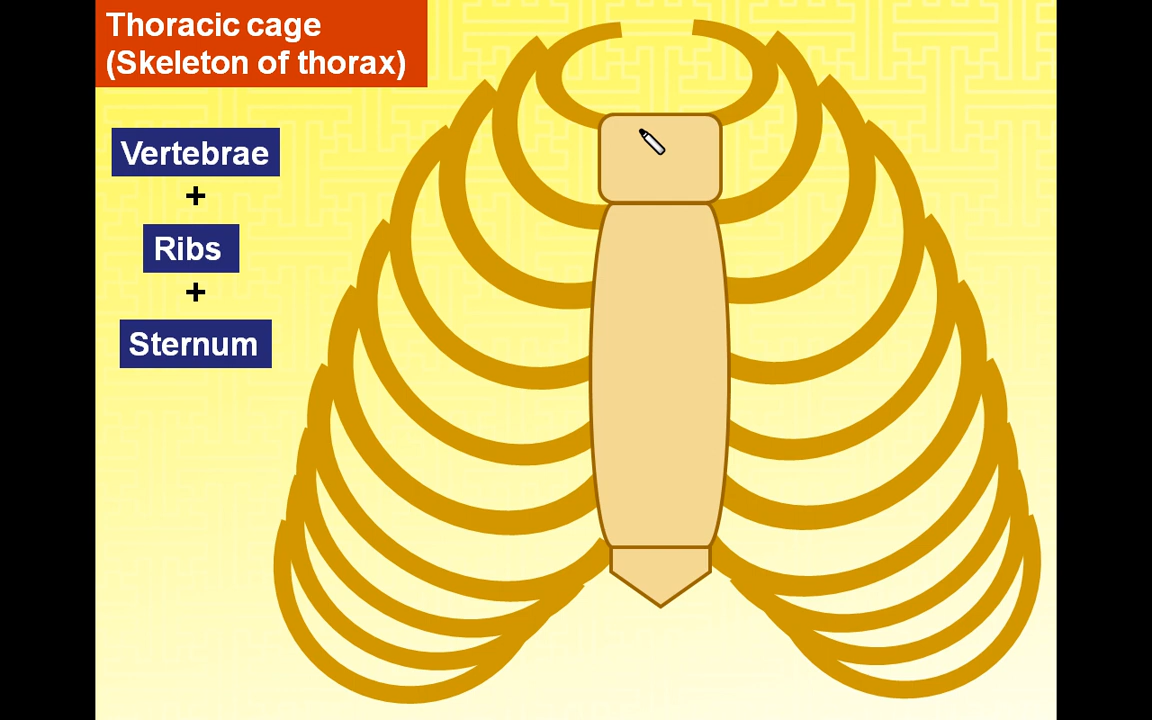 Thoracic cage
(Skeleton of thorax)
Vertebrae
+
Ribs
+
Sternum